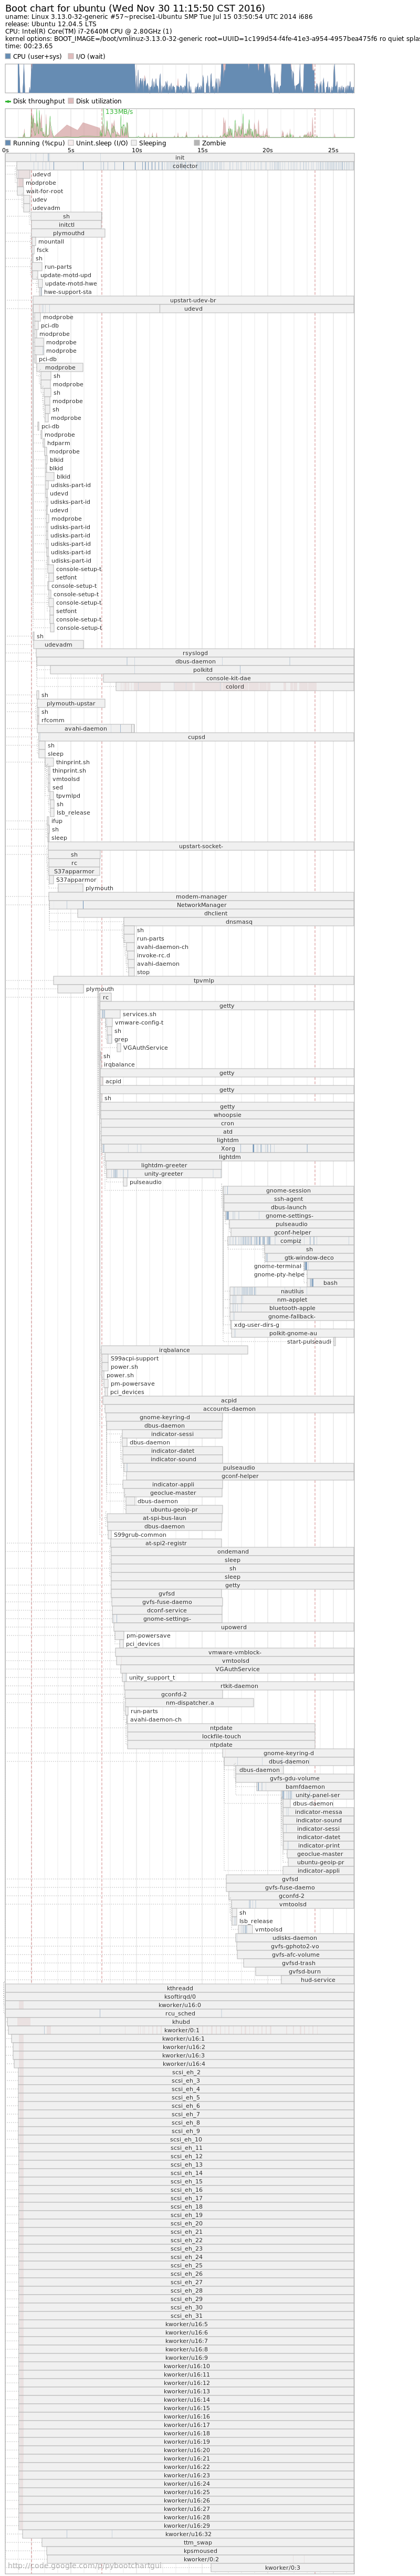 Boot chart for ubuntu (Wed Nov 30 11:15:50 CST 2016)
uname: Linux 3.13.0-32-generic #57~precise1-Ubuntu SMP Tue Jul 15 03:50:54 UTC 2014 i686
release: Ubuntu 12.04.5 LTS
CPU: Intel(R) Core(TM) i7-2640M CPU @ 2.80GHz (1)
kernel options: BOOT_IMAGE=/boot/vmlinuz-3.13.0-32-generic root=UUID=1c199d54-f4fe-41e3-a954-4957bea475f6 ro quiet splas
time: 00:23.65
CPU (user+sys) I/O (wait)
Disk throughput Disk utilization
133MB/s
Running (%cpu) Unint.sleep (I/O) Sleeping Zombie
0s 5s 10s 15s 20s 25s
init
collector
udevd
modprobe
wait-for-root
udev
udevadm
sh
initctl
plymouthd
mountall
fsck
sh
run-parts
update-motd-upd
update-motd-hwe
hwe-support-sta
upstart-udev-br
udevd
modprobe
pci-db
modprobe
modprobe
modprobe
pci-db
modprobe
sh
modprobe
sh
modprobe
sh
modprobe
pci-db
modprobe
hdparm
modprobe
blkid
blkid
blkid
udisks-part-id
udevd
udisks-part-id
udevd
modprobe
udisks-part-id
udisks-part-id
udisks-part-id
udisks-part-id
udisks-part-id
console-setup-t
setfont
console-setup-t
console-setup-t
console-setup-t
setfont
console-setup-t
console-setup-t
sh
udevadm
rsyslogd
dbus-daemon
polkitd
console-kit-dae
colord
sh
plymouth-upstar
sh
rfcomm
avahi-daemon
cupsd
sh
sleep
thinprint.sh
thinprint.sh
vmtoolsd
sed
tpvmlpd
sh
lsb_release
ifup
sh
sleep
upstart-socket-
sh
rc
S37apparmor
S37apparmor
plymouth
modem-manager
NetworkManager
dhclient
dnsmasq
sh
run-parts
avahi-daemon-ch
invoke-rc.d
avahi-daemon
stop
tpvmlp
plymouth
rc
getty
services.sh
vmware-config-t
sh
grep
VGAuthService
sh
irqbalance
getty
acpid
getty
sh
getty
whoopsie
cron
atd
lightdm
Xorg
lightdm
lightdm-greeter
unity-greeter
pulseaudio
gnome-session
ssh-agent
dbus-launch
gnome-settings-
pulseaudio
gconf-helper
compiz
sh
gtk-window-deco
gnome-terminal
gnome-pty-helpe
bash
nautilus
nm-applet
bluetooth-apple
gnome-fallback-
xdg-user-dirs-g
polkit-gnome-au
start-pulseaudi
irqbalance
S99acpi-support
power.sh
power.sh
pm-powersave
pci_devices
acpid
accounts-daemon
gnome-keyring-d
dbus-daemon
indicator-sessi
dbus-daemon
indicator-datet
indicator-sound
pulseaudio
gconf-helper
indicator-appli
geoclue-master
dbus-daemon
ubuntu-geoip-pr
at-spi-bus-laun
dbus-daemon
S99grub-common
at-spi2-registr
ondemand
sleep
sh
sleep
getty
gvfsd
gvfs-fuse-daemo
dconf-service
gnome-settings-
upowerd
pm-powersave
pci_devices
vmware-vmblock-
vmtoolsd
VGAuthService
unity_support_t
rtkit-daemon
gconfd-2
nm-dispatcher.a
run-parts
avahi-daemon-ch
ntpdate
lockfile-touch
ntpdate
gnome-keyring-d
dbus-daemon
dbus-daemon
gvfs-gdu-volume
bamfdaemon
unity-panel-ser
dbus-daemon
indicator-messa
indicator-sound
indicator-sessi
indicator-datet
indicator-print
geoclue-master
ubuntu-geoip-pr
indicator-appli
gvfsd
gvfs-fuse-daemo
gconfd-2
vmtoolsd
sh
lsb_release
vmtoolsd
udisks-daemon
gvfs-gphoto2-vo
gvfs-afc-volume
gvfsd-trash
gvfsd-burn
hud-service
kthreadd
ksoftirqd/0
kworker/u16:0
rcu_sched
khubd
kworker/0:1
kworker/u16:1
kworker/u16:2
kworker/u16:3
kworker/u16:4
scsi_eh_2
scsi_eh_3
scsi_eh_4
scsi_eh_5
scsi_eh_6
scsi_eh_7
scsi_eh_8
scsi_eh_9
scsi_eh_10
scsi_eh_11
scsi_eh_12
scsi_eh_13
scsi_eh_14
scsi_eh_15
scsi_eh_16
scsi_eh_17
scsi_eh_18
scsi_eh_19
scsi_eh_20
scsi_eh_21
scsi_eh_22
scsi_eh_23
scsi_eh_24
scsi_eh_25
scsi_eh_26
scsi_eh_27
scsi_eh_28
scsi_eh_29
scsi_eh_30
scsi_eh_31
kworker/u16:5
kworker/u16:6
kworker/u16:7
kworker/u16:8
kworker/u16:9
kworker/u16:10
kworker/u16:11
kworker/u16:12
kworker/u16:13
kworker/u16:14
kworker/u16:15
kworker/u16:16
kworker/u16:17
kworker/u16:18
kworker/u16:19
kworker/u16:20
kworker/u16:21
kworker/u16:22
kworker/u16:23
kworker/u16:24
kworker/u16:25
kworker/u16:26
kworker/u16:27
kworker/u16:28
kworker/u16:29
kworker/u16:32
ttm_swap
kpsmoused
kworker/0:2
http://code.google.com/p/pybootchartgui
kworker/0:3